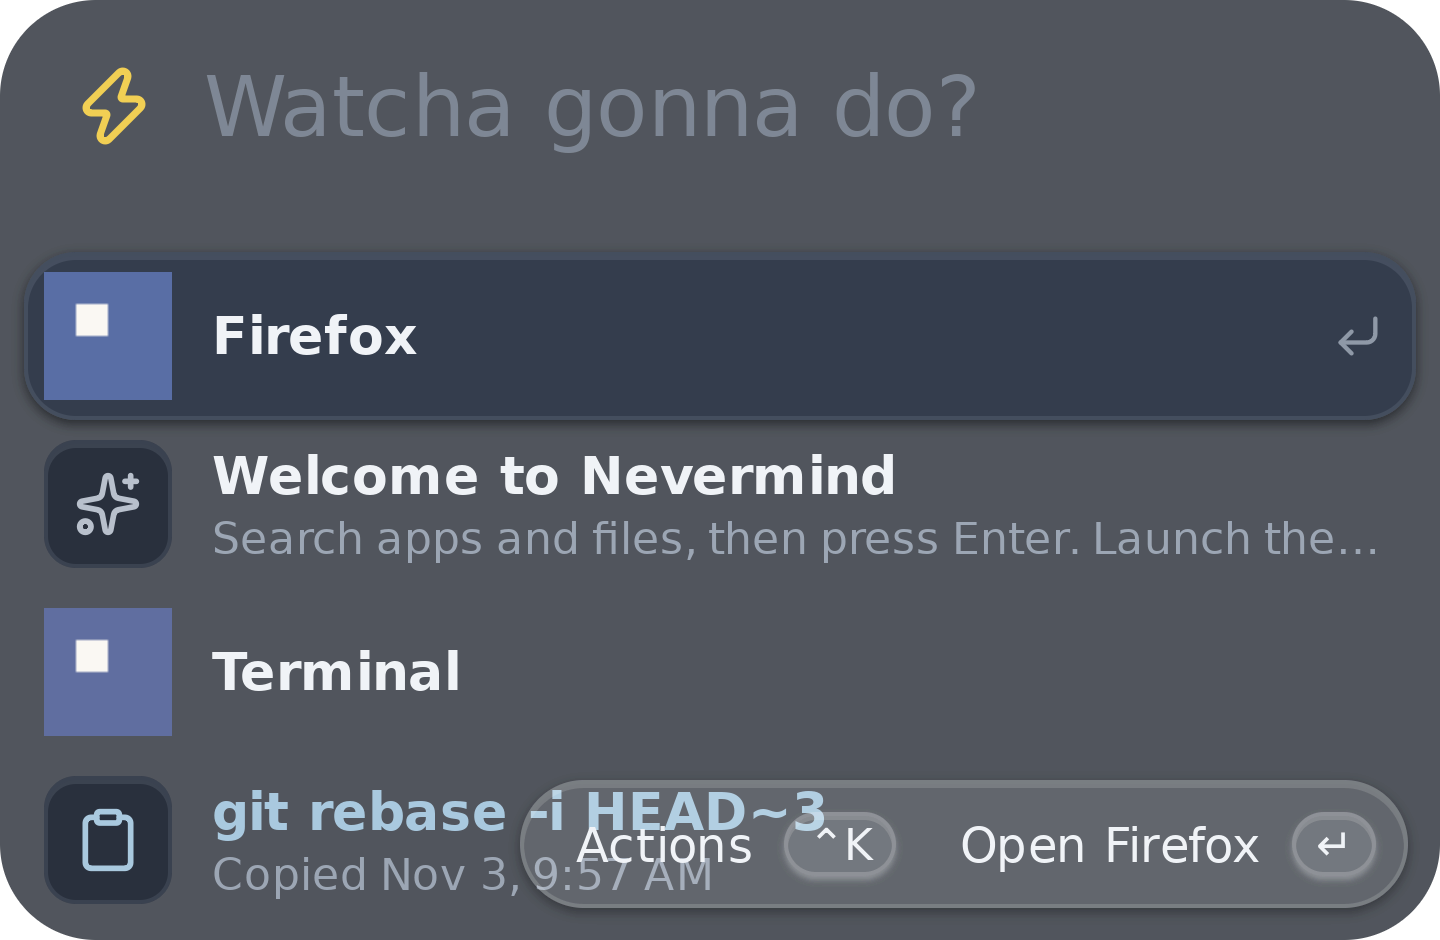 Watcha gonna do?
Firefox
Welcome to Nevermind
Search apps and files, then press Enter. Launch the…
Terminal
git rebase -i HEAD~3
Copied Nov 3, 9:57 AM
Actions ^K Open Firefox ↵